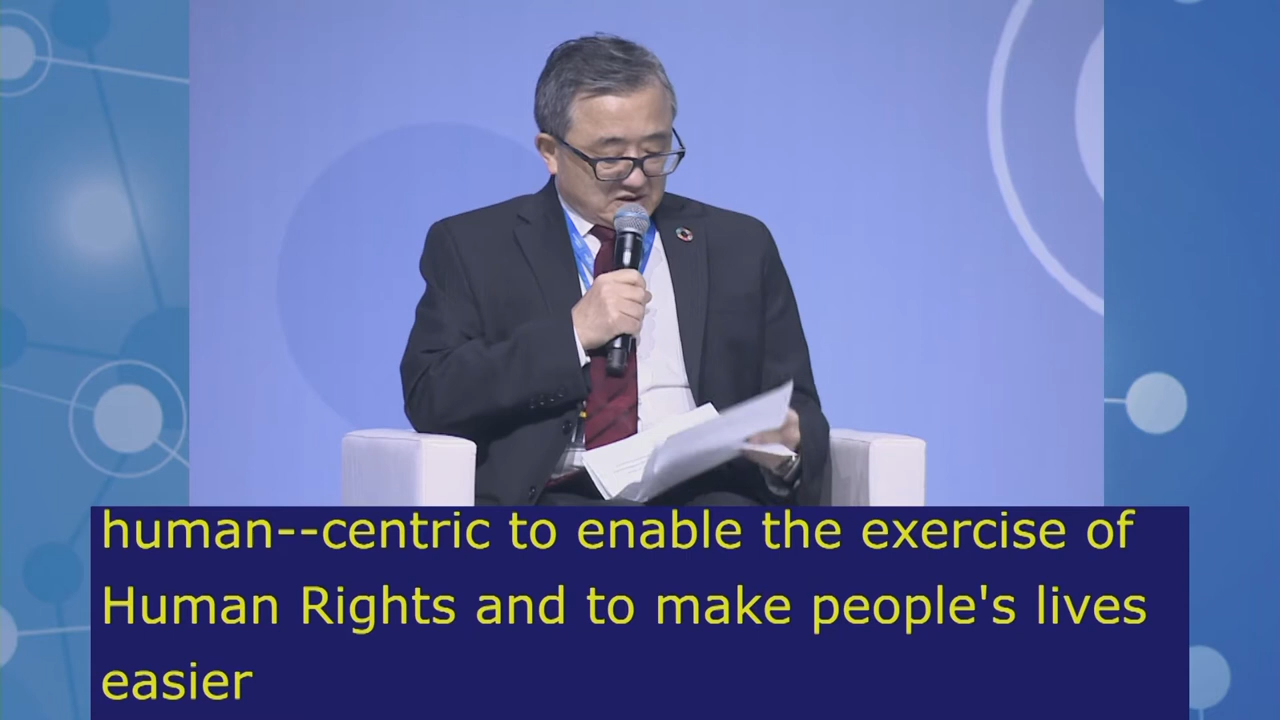 human--centric to enable the exercise of
Human Rights and to make people's lives
easier